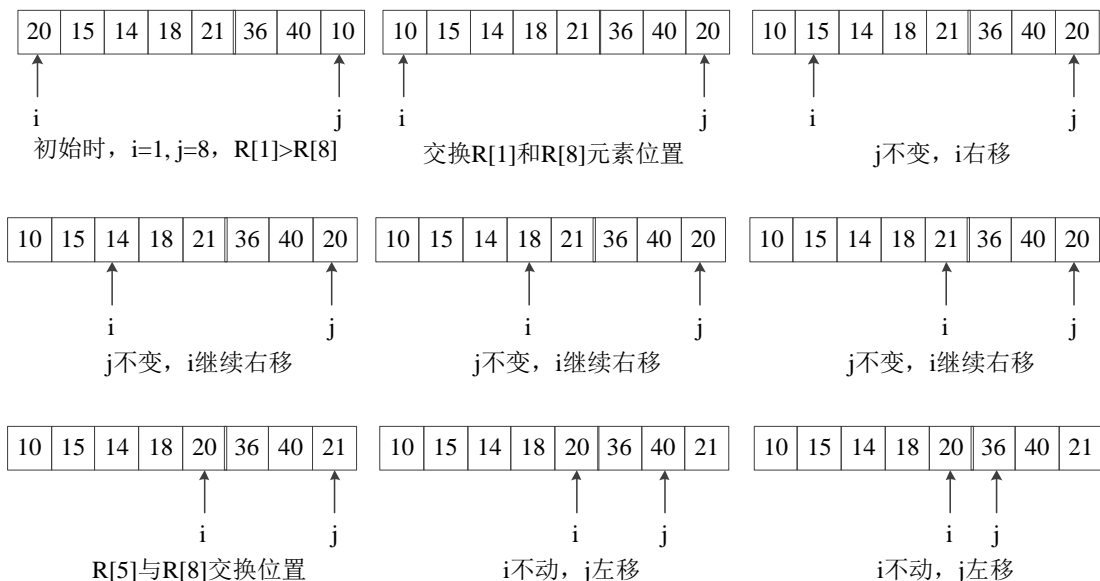 20 15 14 18 21 36 40 10
10 15 14 18 21 36 40 20
10 15 14 18 21 36 40 20
i j
i j
i j
初始时，i=1, j=8，R[1]>R[8]
交换R[1]和R[8]元素位置
j不变，i右移
10 15 14 18 21 36 40 20
10 15 14 18 21 36 40 20
10 15 14 18 21 36 40 20
i j
i j
i j
j不变，i继续右移
j不变，i继续右移
j不变，i继续右移
10 15 14 18 20 36 40 21
10 15 14 18 20 36 40 21
10 15 14 18 20 36 40 21
i j
i j
i j
R[5]与R[8]交换位置
i不动，j左移
i不动，j左移